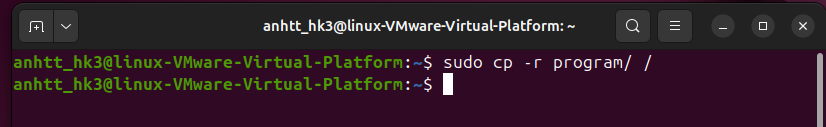 anhtt_hk3@linux-VMware-Virtual-Platform: ~
anhtt_hk3@linux-VMware-Virtual-Platform:~$ sudo cp -r program/ /
anhtt_hk3@linux-VMware-Virtual-Platform:~$